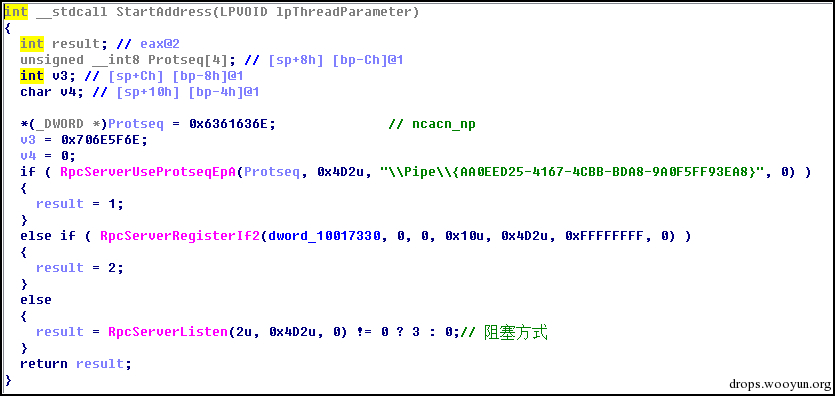 int __stdcall StartAddress(LPVOID lpThreadParameter)
{
int result; // eax@2
unsigned __int8 Protseq[4]; // [sp+8h] [bp-Ch]@1
int v3; // [sp+Ch] [bp-8h]@1
char v4; // [sp+10h] [bp-4h]@1
*(_DWORD *)Protseq = 0x6361636E; // ncacn_np
v3 = 0x706E5F6E;
v4 = 0;
if ( RpcServerUseProtseqEpA(Protseq, 0x4D2u, "\\Pipe\\{AA0EED25-4167-4CBB-BDA8-9A0F5FF93EA8}", 0) )
{
result = 1;
}
else if ( RpcServerRegisterIf2(dword_10017330, 0, 0, 0x10u, 0x4D2u, 0xFFFFFFFF, 0) )
{
result = 2;
}
else
{
result = RpcServerListen(2u, 0x4D2u, 0) != 0 ? 3 : 0;// 阻塞方式
}
return result;
}
drops.wooyun.org